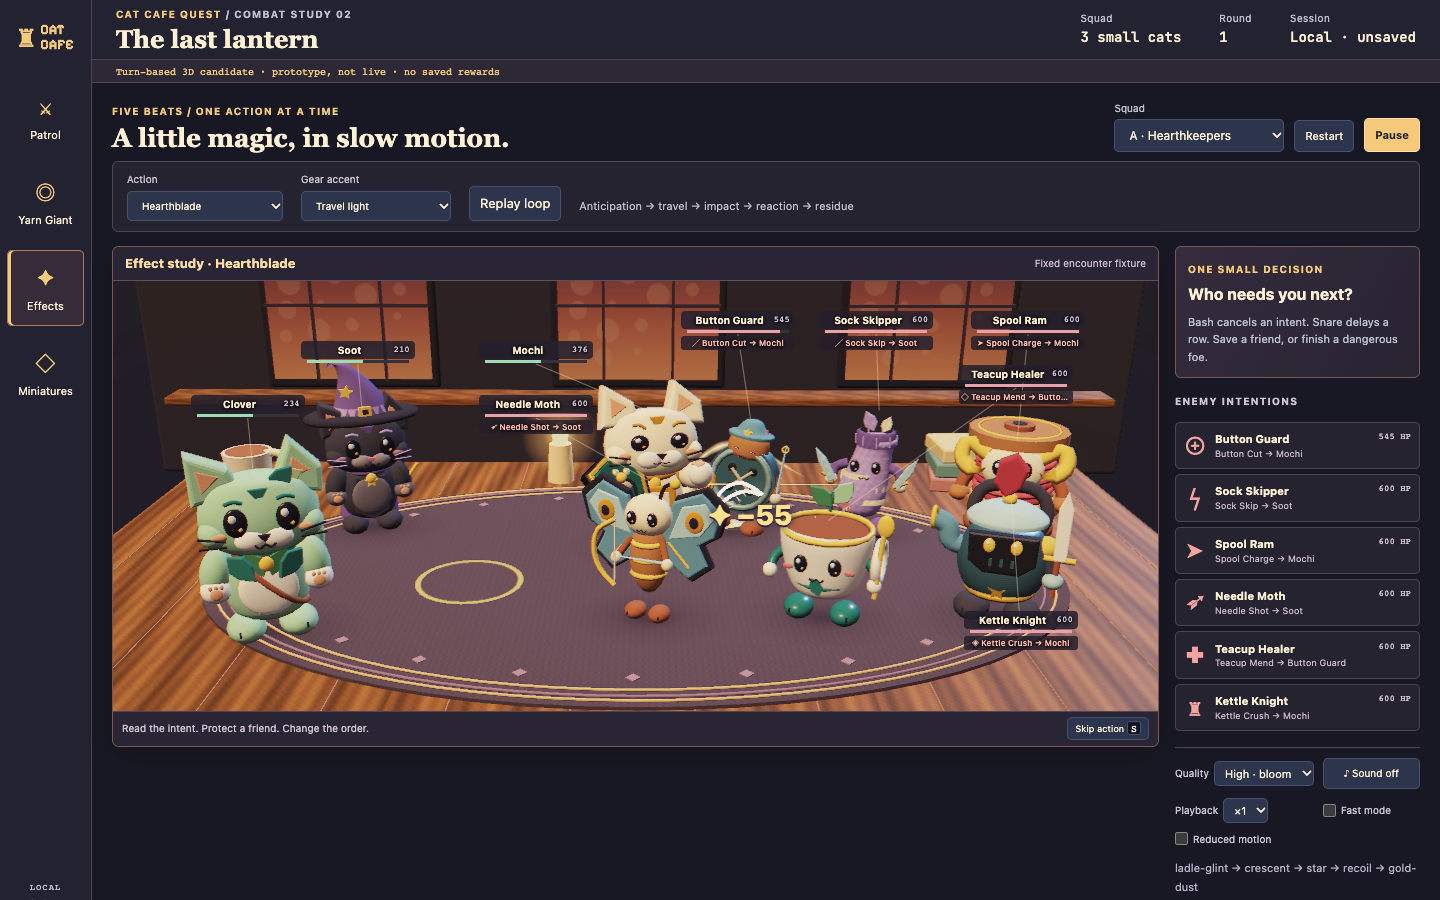 OAT
OAFE
CAT CAFE QUEST / COMBAT STUDY 02
The last lantern
Squad
3 small cats
Round
1
Session
Local · unsaved
Turn-based 3D candidate · prototype, not live · no saved rewards
Patrol
Yarn Giant
Effects
Miniatures
LOCAL
FIVE BEATS / ONE ACTION AT A TIME
A little magic, in slow motion.
Squad
A · Hearthkeepers
Restart
Pause
Action
Hearthblade
Gear accent
Travel light
Replay loop
Anticipation → travel → impact → reaction → residue
Effect study · Hearthblade
Fixed encounter fixture
Button Guard 545
Button Cut → Mochi
Sock Skipper 600
Sock Skip → Soot
Spool Ram 600
Spool Charge → Mochi
Soot 210
Mochi 376
Teacup Healer 600
Teacup Mend → Butto...
Clover 234
Needle Moth 600
Needle Shot → Soot
−55
Kettle Knight 600
Kettle Crush → Mochi
Read the intent. Protect a friend. Change the order.
Skip action S
ONE SMALL DECISION
Who needs you next?
Bash cancels an intent. Snare delays a
row. Save a friend, or finish a dangerous
foe.
ENEMY INTENTIONS
Button Guard 545 HP
Button Cut → Mochi
Sock Skipper 600 HP
Sock Skip → Soot
Spool Ram 600 HP
Spool Charge → Mochi
Needle Moth 600 HP
Needle Shot → Soot
Teacup Healer 600 HP
Teacup Mend → Button Guard
Kettle Knight 600 HP
Kettle Crush → Mochi
Quality High · bloom
♪ Sound off
Playback ×1
Fast mode
Reduced motion
ladle-glint → crescent → star → recoil → gold-
dust